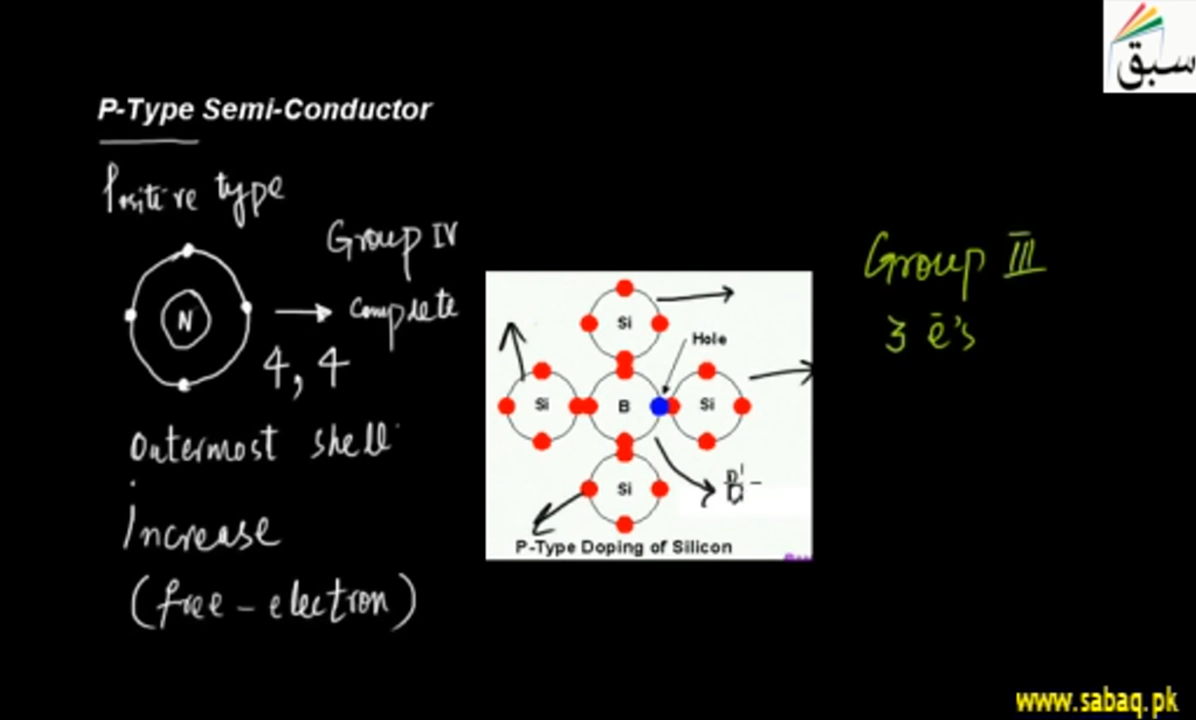 سبق
P-Type Semi-Conductor
Positive type
Group IV
N
complete
4, 4
outermost shell
Increase
(free-electron)
Si
Hole
Si B Si
Si
P-Type Doping of Silicon
Group III
3 ē's
www.sabaq.pk